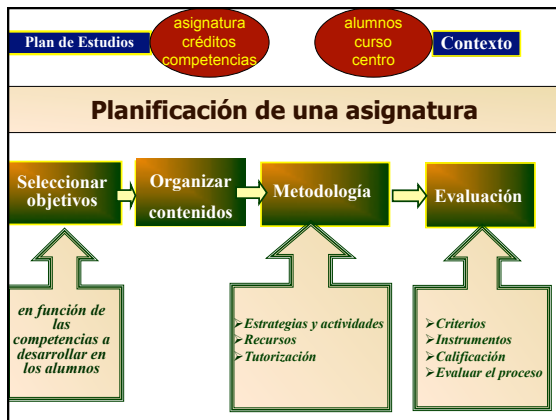 Plan de Estudios
asignatura
créditos
competencias
alumnos
curso
centro
Contexto
Planificación de una asignatura
Seleccionar
objetivos
Organizar
contenidos
Metodología
Evaluación
en función de
las
competencias a
desarrollar en
los alumnos
➢Estrategias y actividades
➢Recursos
➢Tutorización
➢Criterios
➢Instrumentos
➢Calificación
➢Evaluar el proceso